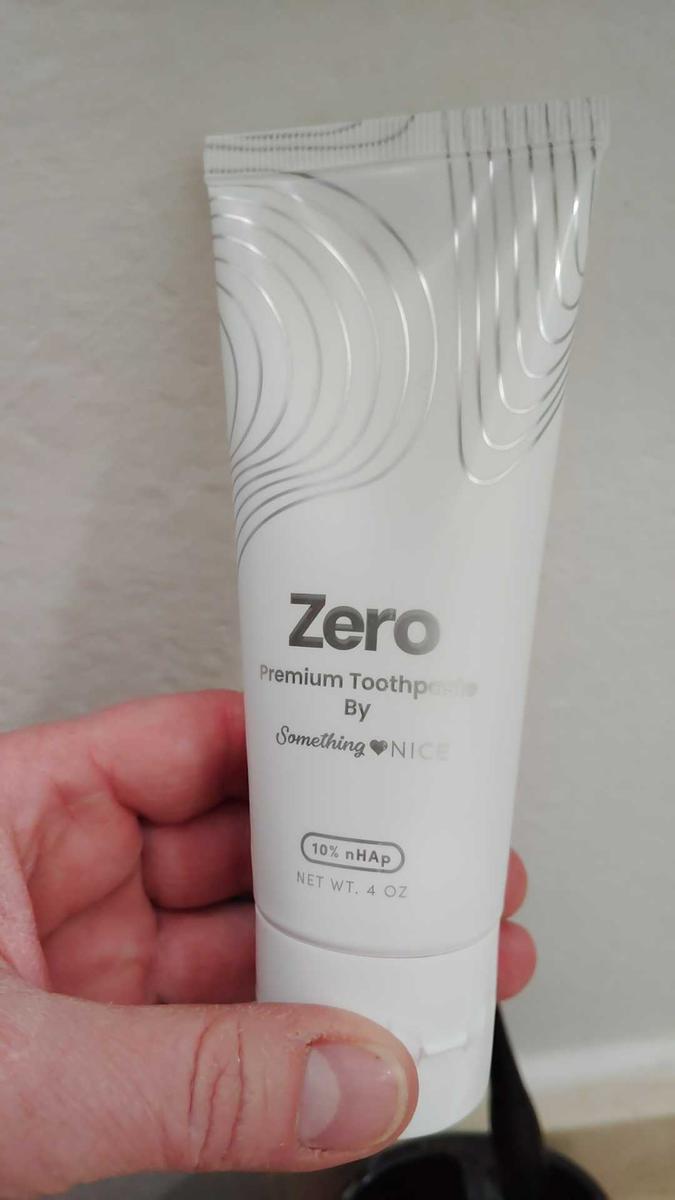 Zero
Premium Toothpaste
By
Something NICE
10% nHAp
NET WT. 4 OZ